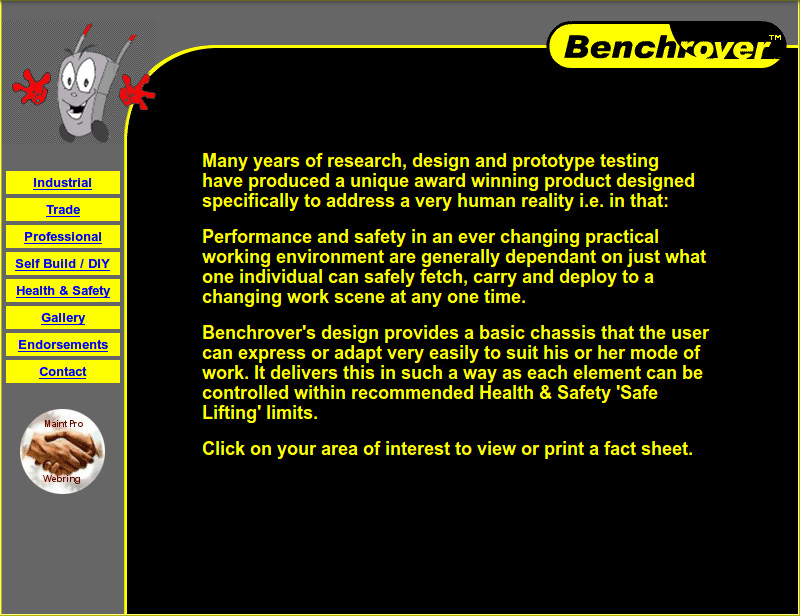 Benchrover™
Industrial
Trade
Professional
Self Build / DIY
Health & Safety
Gallery
Endorsements
Contact
Maint Pro
Webring
Many years of research, design and prototype testing
have produced a unique award winning product designed
specifically to address a very human reality i.e. in that:
Performance and safety in an ever changing practical
working environment are generally dependant on just what
one individual can safely fetch, carry and deploy to a
changing work scene at any one time.
Benchrover's design provides a basic chassis that the user
can express or adapt very easily to suit his or her mode of
work. It delivers this in such a way as each element can be
controlled within recommended Health & Safety 'Safe
Lifting' limits.
Click on your area of interest to view or print a fact sheet.